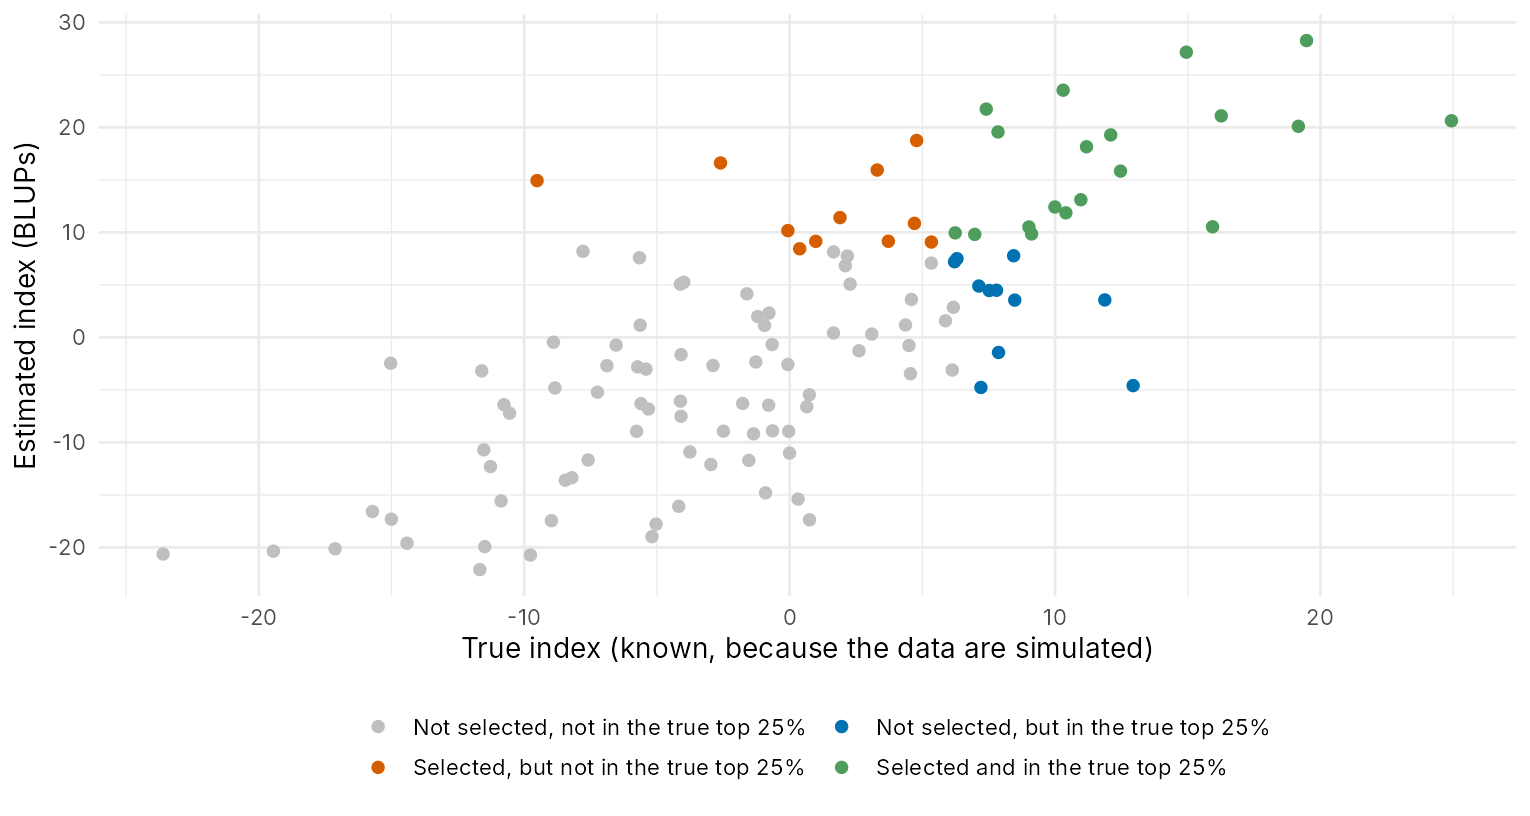 30
20
10
0
-10
-20
Estimated index (BLUPs)
-20 -10 0 10 20
True index (known, because the data are simulated)
Not selected, not in the true top 25% Not selected, but in the true top 25%
Selected, but not in the true top 25% Selected and in the true top 25%